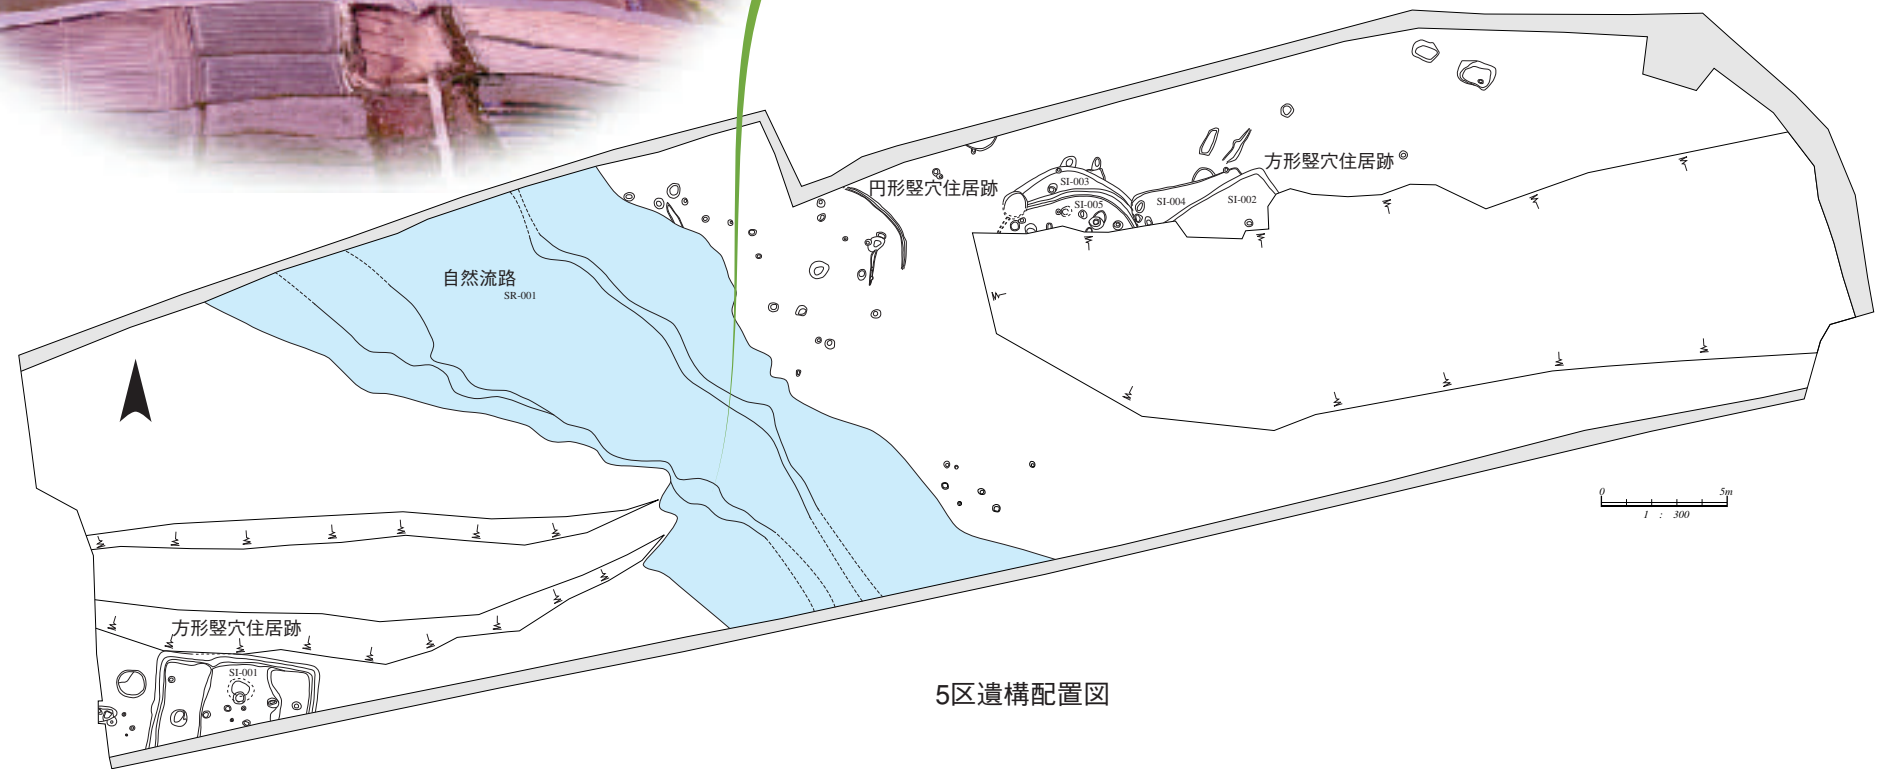 方形竪穴住居跡
円形竪穴住居跡
SI-003
SI-005
SI-004
SI-002
自然流路
SR-001
0 5m
1 : 300
方形竪穴住居跡
SI-001
5区遺構配置図